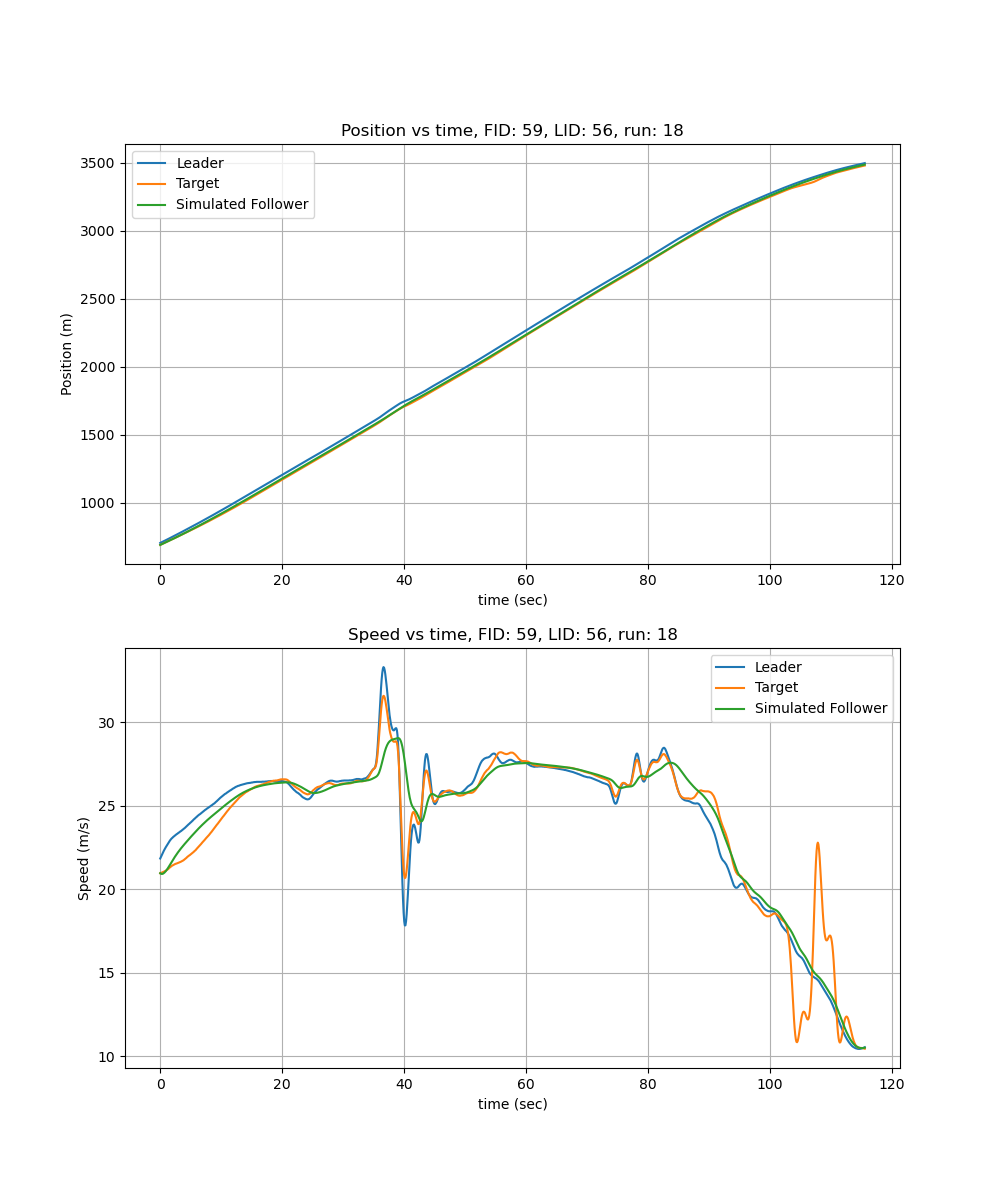 Position vs time, FID: 59, LID: 56, run: 18
Leader
Target
Simulated Follower
3500
3000
2500
2000
1500
1000
Position (m)
0 20 40 60 80 100 120
time (sec)
Speed vs time, FID: 59, LID: 56, run: 18
Leader
Target
Simulated Follower
30
25
20
15
10
Speed (m/s)
0 20 40 60 80 100 120
time (sec)